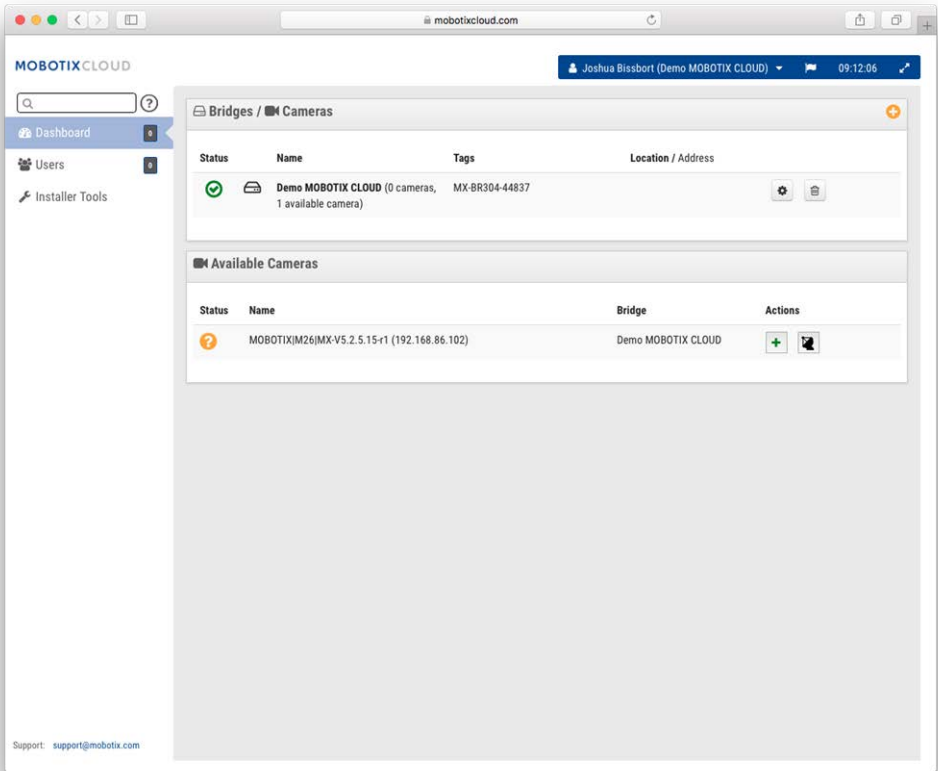 mobotixcloud.com
MOBOTIXCLOUD
Joshua Bissbort (Demo MOBOTIX CLOUD) 09:12:06
Dashboard 0
Users 0
Installer Tools
Bridges / Cameras
Status Name Tags Location / Address
Demo MOBOTIX CLOUD (0 cameras, MX-BR304-44837
1 available camera)
Available Cameras
Status Name Bridge Actions
MOBOTIX|M26|MX-V5.2.5.15-r1 (192.168.86.102) Demo MOBOTIX CLOUD
Support: support@mobotix.com